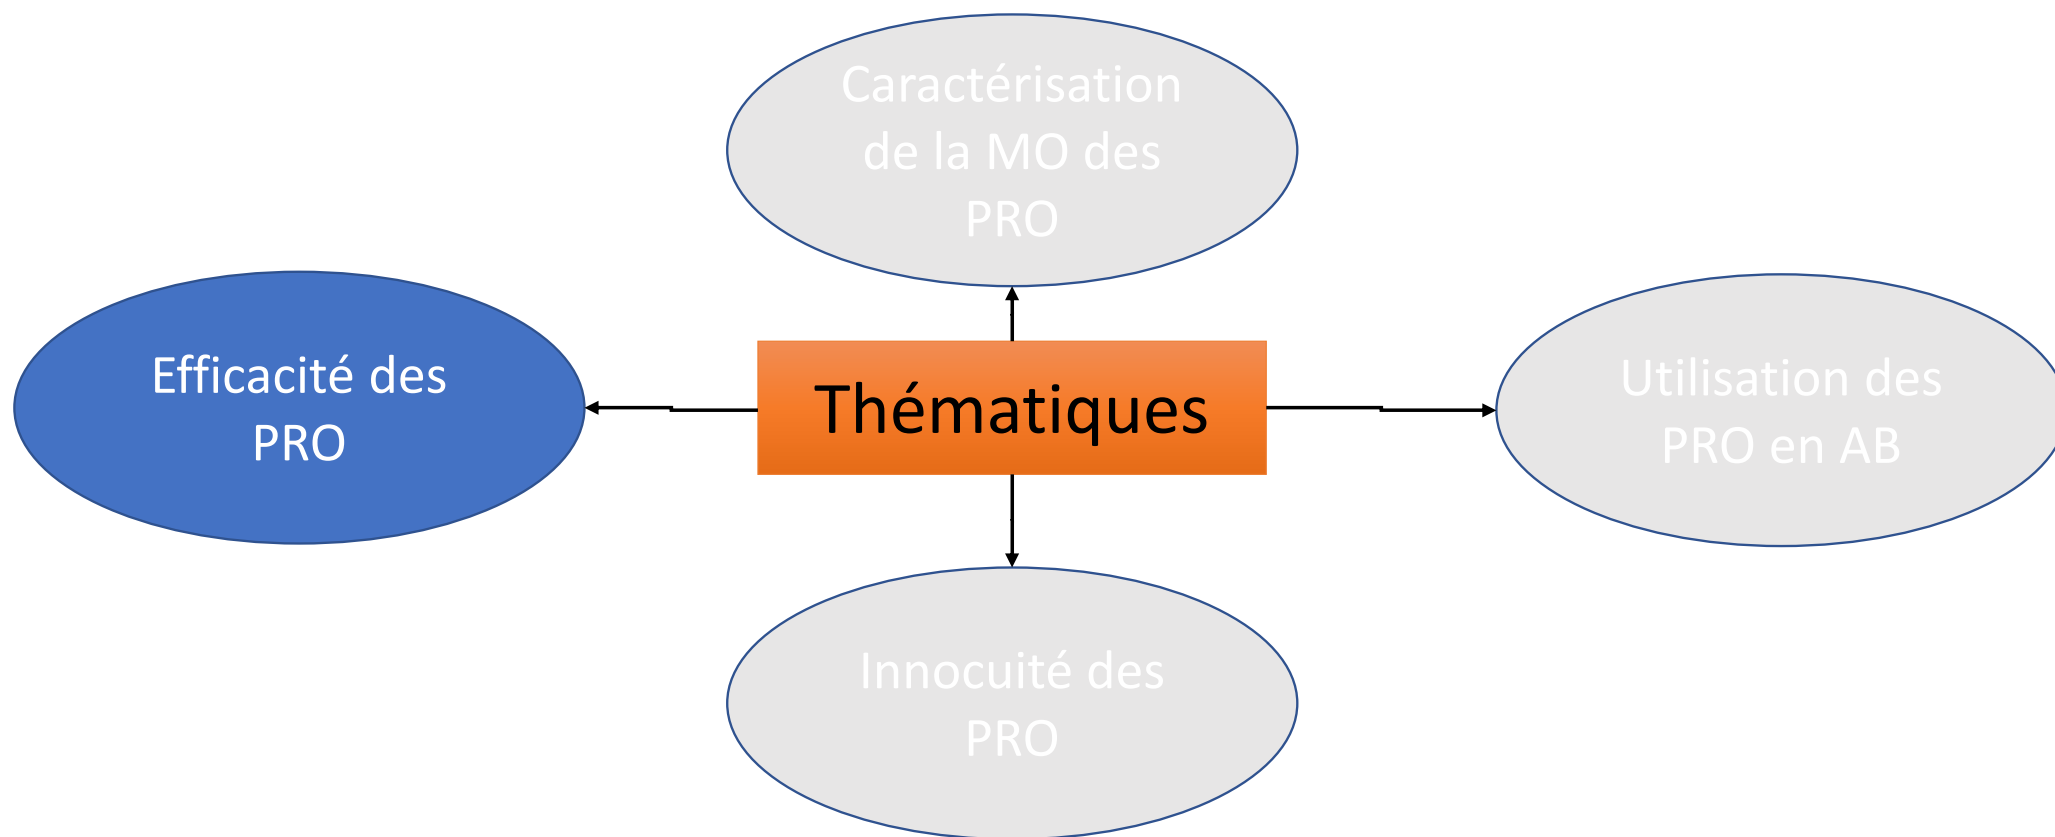 Caractérisation
de la MO des
PRO
Efficacité des
PRO
Thématiques
Utilisation des
PRO en AB
Innocuité des
PRO